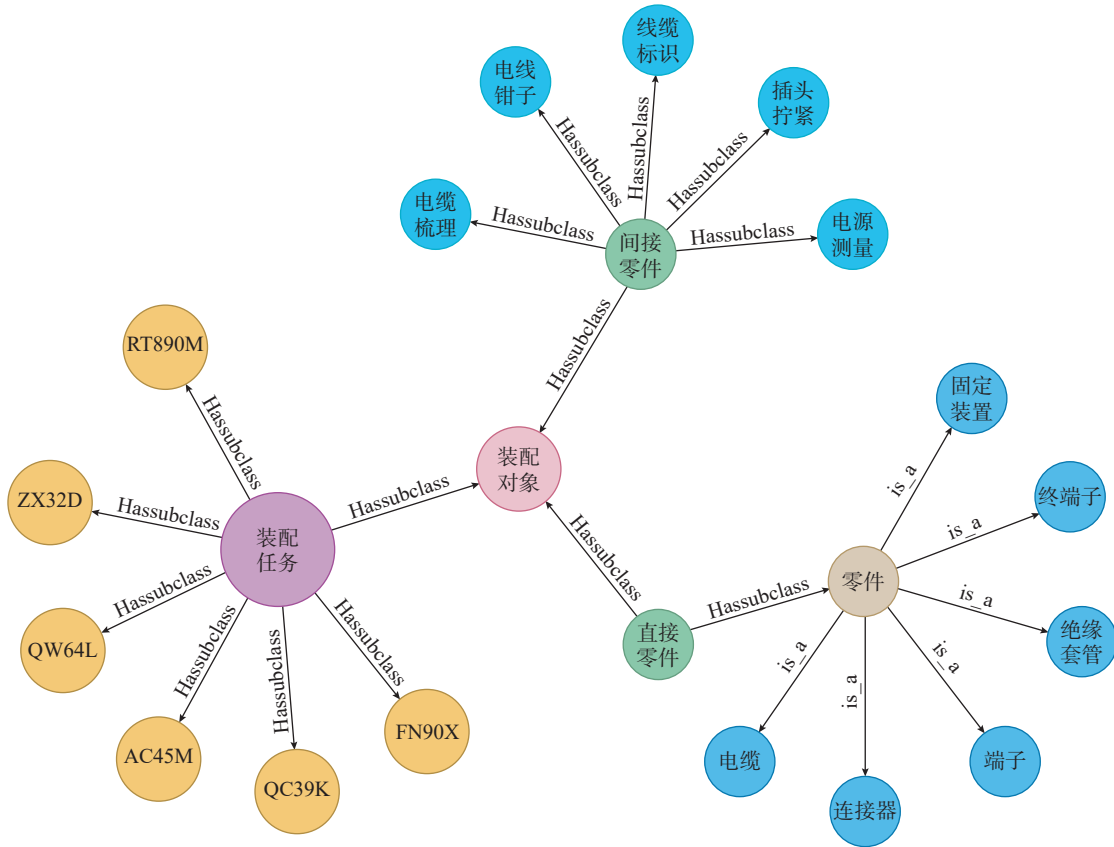 线缆
标识
电线
钳子
插头
拧紧
Hassubclass
Hassubclass
Hassubclass
电缆
梳理
Hassubclass
间接
零件
Hassubclass
电源
测量
Hassubclass
RT890M
Hassubclass
固定
装置
装配
对象
Hassubclass
is_a
ZX32D
Hassubclass
装配
任务
Hassubclass
终端子
is_a
Hassubclass
Hassubclass
零件
Hassubclass
is_a
QW64L
Hassubclass
Hassubclass
Hassubclass
直接
零件
绝缘
套管
is_a
is_a
is_a
AC45M
QC39K
FN90X
电缆
连接器
端子